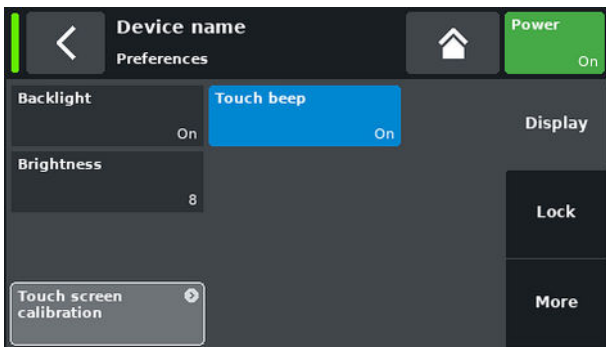 Device name
Preferences
Power
On
Backlight
On
Touch beep
On
Display
Brightness
8
Lock
Touch screen
calibration
More